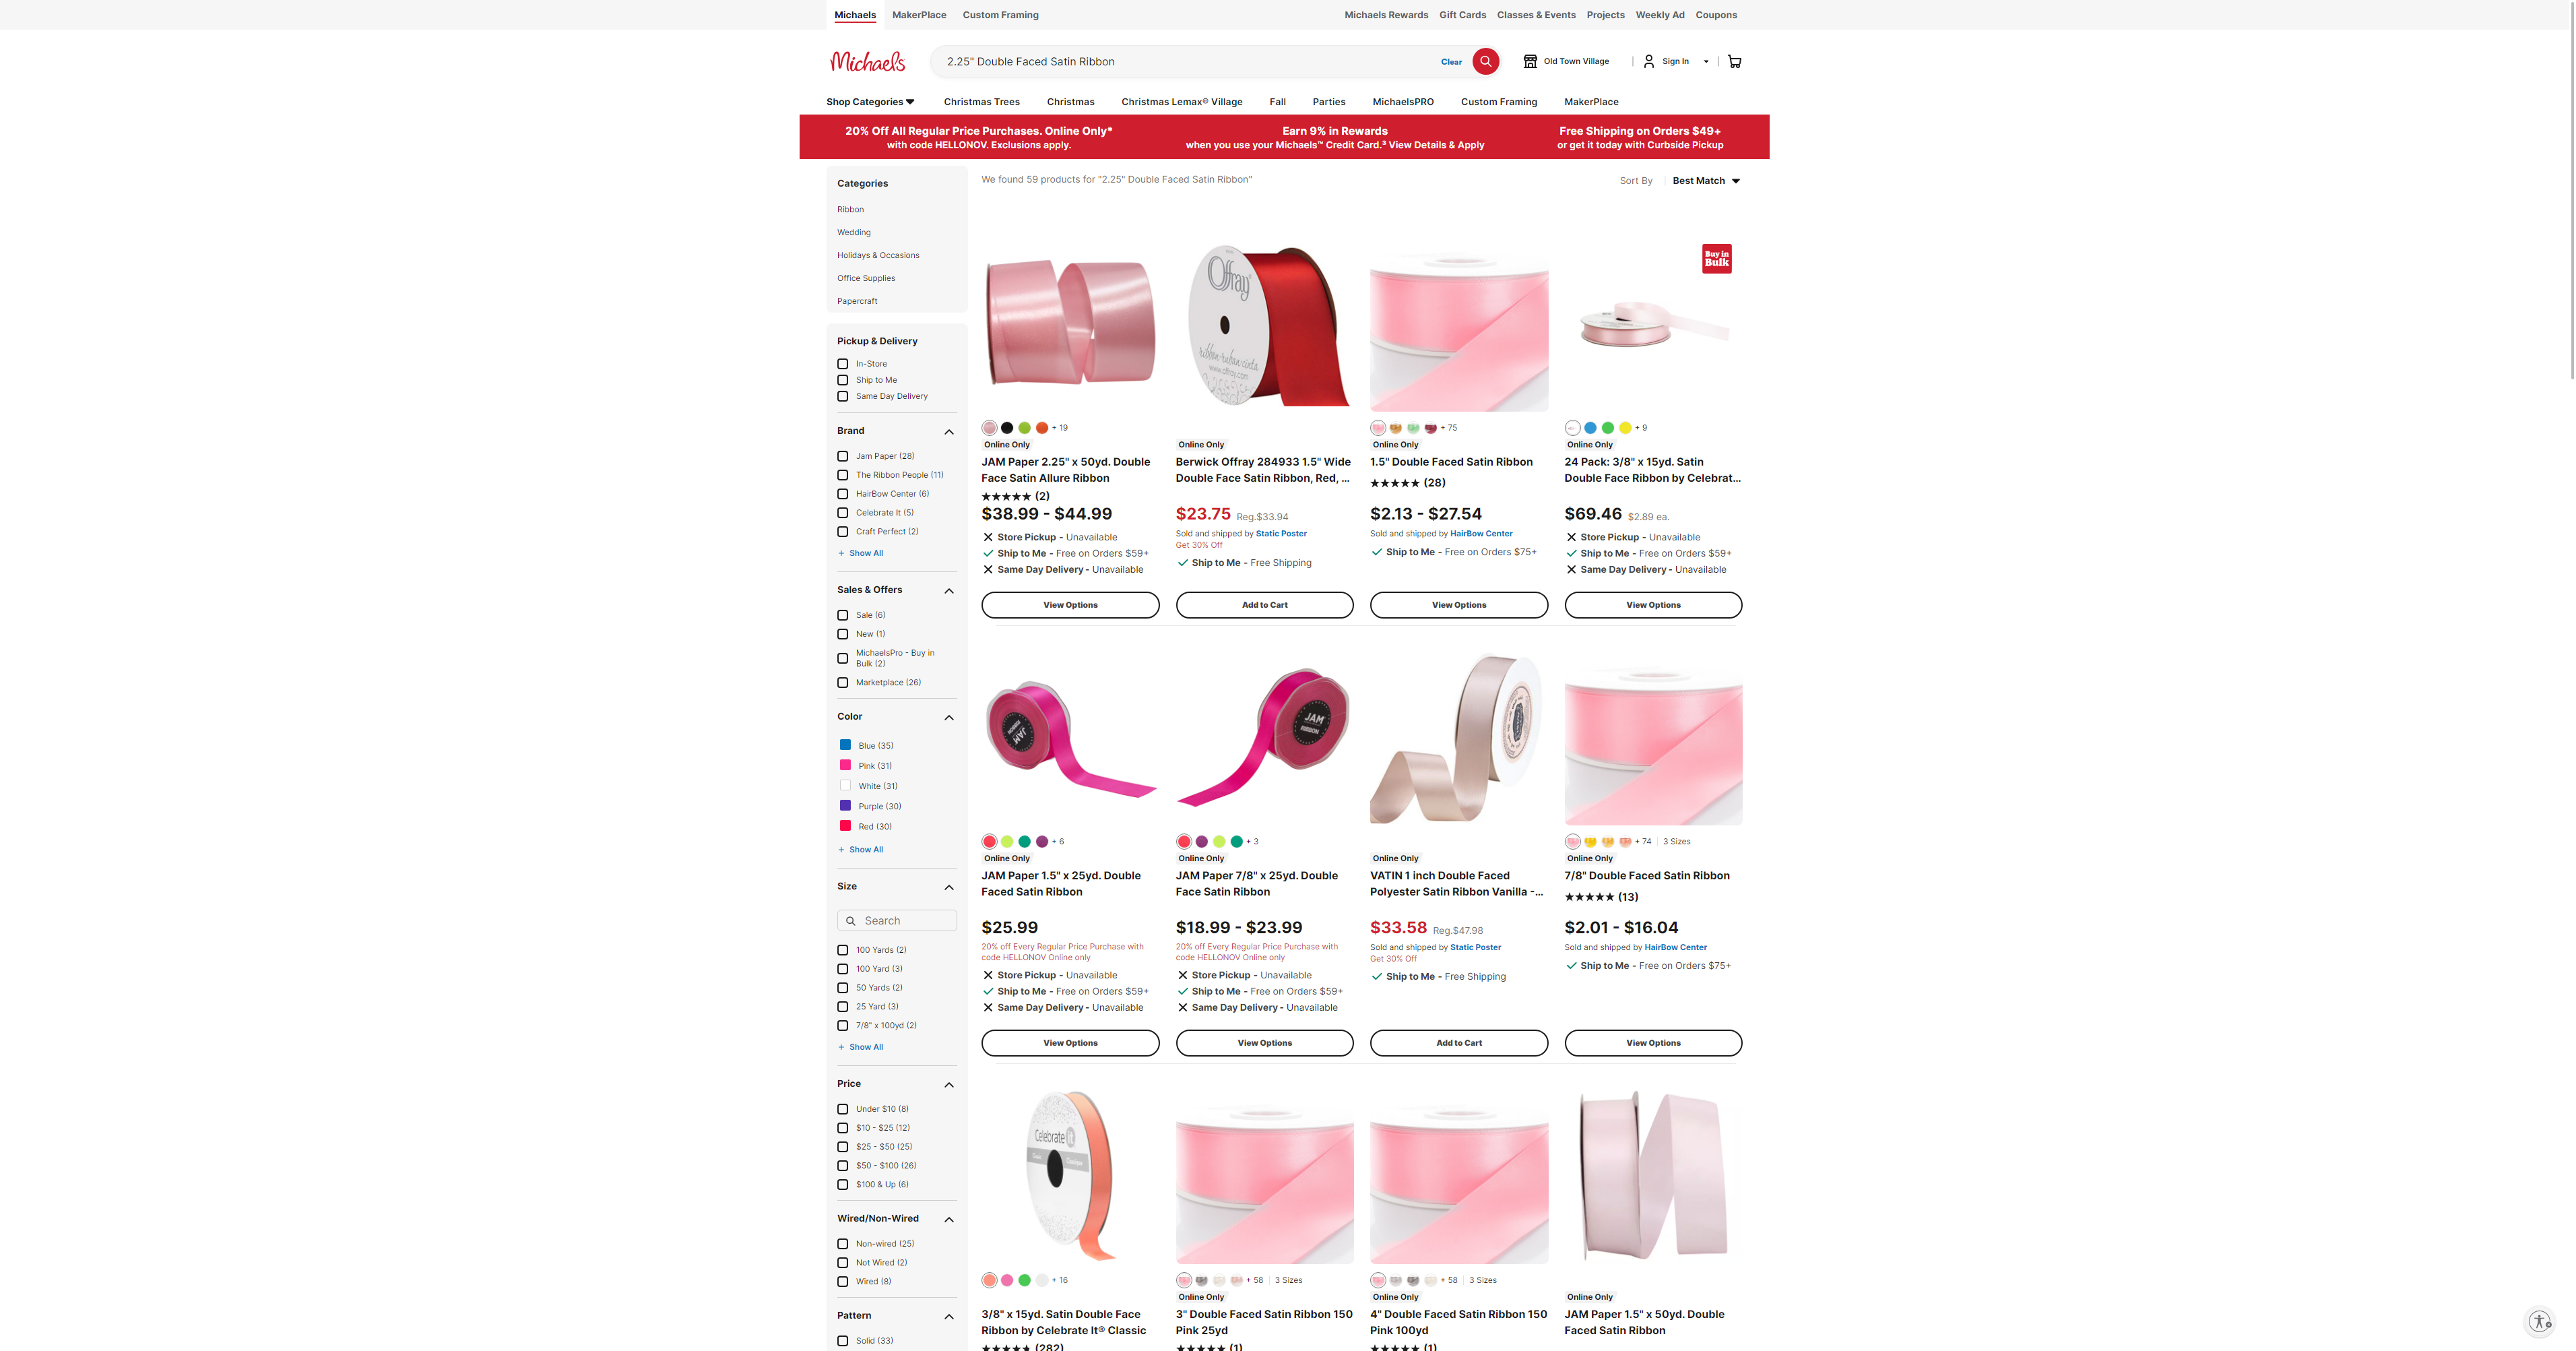 Michaels MakerPlace Custom Framing Michaels Rewards Gift Cards Classes & Events Projects Weekly Ad Coupons
Michaels 2.25" Double Faced Satin Ribbon Clear Old Town Village Sign In
Shop Categories Christmas Trees Christmas Christmas Lemax® Village Fall Parties MichaelsPRO Custom Framing MakerPlace
20% Off All Regular Price Purchases. Online Only* Earn 9% in Rewards Free Shipping on Orders $49+
with code HELLONOV. Exclusions apply. when you use your Michaels™ Credit Card.³ View Details & Apply or get it today with Curbside Pickup
Categories
Ribbon
Wedding
Holidays & Occasions
Office Supplies
Papercraft
Pickup & Delivery
In-Store
Ship to Me
Same Day Delivery
Brand
Jam Paper (28)
The Ribbon People (11)
HairBow Center (6)
Celebrate It (5)
Craft Perfect (2)
+ Show All
Sales & Offers
Sale (6)
New (1)
MichaelsPro - Buy in
Bulk (2)
Marketplace (26)
Color
Blue (35)
Pink (31)
White (31)
Purple (30)
Red (30)
+ Show All
Size
Search
100 Yards (2)
100 Yard (3)
50 Yards (2)
25 Yard (3)
7/8" x 100yd (2)
+ Show All
Price
Under $10 (8)
$10 - $25 (12)
$25 - $50 (25)
$50 - $100 (26)
$100 & Up (6)
Wired/Non-Wired
Non-wired (25)
Not Wired (2)
Wired (8)
Pattern
Solid (33)
We found 59 products for "2.25" Double Faced Satin Ribbon" Sort By Best Match
+ 19
Online Only
JAM Paper 2.25" x 50yd. Double
Face Satin Allure Ribbon
★★★★★ (2)
$38.99 - $44.99
Store Pickup - Unavailable
Ship to Me - Free on Orders $59+
Same Day Delivery - Unavailable
View Options
Offray
ribbon·ruban·cinta
www.offray.com
Online Only
Berwick Offray 284933 1.5" Wide
Double Face Satin Ribbon, Red, ...
$23.75 Reg.$33.94
Sold and shipped by Static Poster
Get 30% Off
Ship to Me - Free Shipping
Add to Cart
+ 75
Online Only
1.5" Double Faced Satin Ribbon
★★★★★ (28)
$2.13 - $27.54
Sold and shipped by HairBow Center
Ship to Me - Free on Orders $75+
View Options
Buy in
Bulk
+ 9
Online Only
24 Pack: 3/8" x 15yd. Satin
Double Face Ribbon by Celebrat...
$69.46 $2.89 ea.
Store Pickup - Unavailable
Ship to Me - Free on Orders $59+
Same Day Delivery - Unavailable
View Options
JAM
+ 6
Online Only
JAM Paper 1.5" x 25yd. Double
Faced Satin Ribbon
$25.99
20% off Every Regular Price Purchase with
code HELLONOV Online only
Store Pickup - Unavailable
Ship to Me - Free on Orders $59+
Same Day Delivery - Unavailable
View Options
JAM
RIBBON
+ 3
Online Only
JAM Paper 7/8" x 25yd. Double
Face Satin Ribbon
$18.99 - $23.99
20% off Every Regular Price Purchase with
code HELLONOV Online only
Store Pickup - Unavailable
Ship to Me - Free on Orders $59+
Same Day Delivery - Unavailable
View Options
Online Only
VATIN 1 inch Double Faced
Polyester Satin Ribbon Vanilla -...
$33.58 Reg.$47.98
Sold and shipped by Static Poster
Get 30% Off
Ship to Me - Free Shipping
Add to Cart
+ 74 3 Sizes
Online Only
7/8" Double Faced Satin Ribbon
★★★★★ (13)
$2.01 - $16.04
Sold and shipped by HairBow Center
Ship to Me - Free on Orders $75+
View Options
Celebrate it
+ 16
3/8" x 15yd. Satin Double Face
Ribbon by Celebrate It® Classic
★★★★★ (282)
+ 58 3 Sizes
Online Only
3" Double Faced Satin Ribbon 150
Pink 25yd
★★★★★ (1)
+ 58 3 Sizes
Online Only
4" Double Faced Satin Ribbon 150
Pink 100yd
★★★★★ (1)
Online Only
JAM Paper 1.5" x 50yd. Double
Faced Satin Ribbon